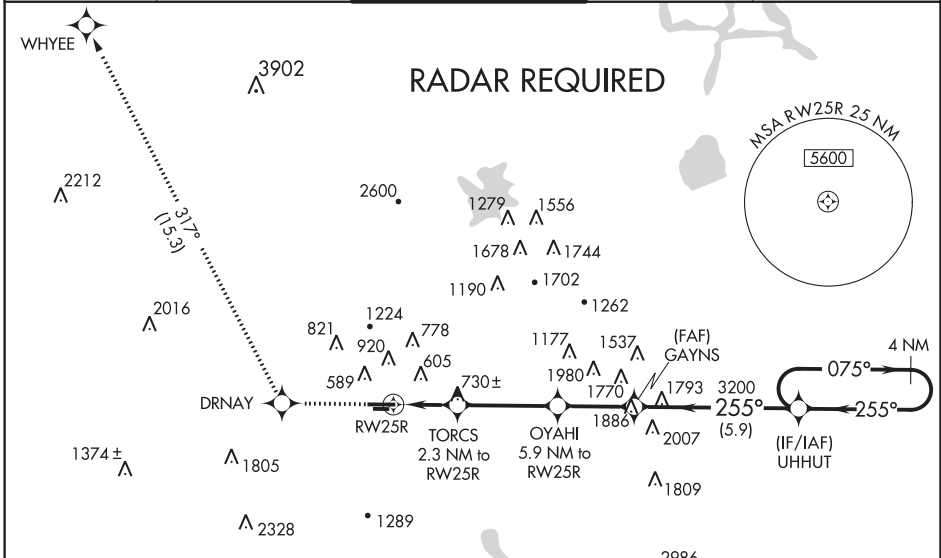 WHYEE
3902
RADAR REQUIRED
MSA RW25R 25 NM
5600
2212
317°
(15.3)
2600
1279
1556
1678
1744
1190
1702
1262
2016
821
1224
778
920
589
605
1177
1537
(FAF)
GAYNS
1980
1770
1793
3200
075°
4 NM
DRNAY
730±
1886
255°
(5.9)
255°
RW25R
TORCS
2.3 NM to
RW25R
OYAHI
5.9 NM to
RW25R
2007
(IF/IAF)
UHHUT
1374±
1805
1809
2328
1289